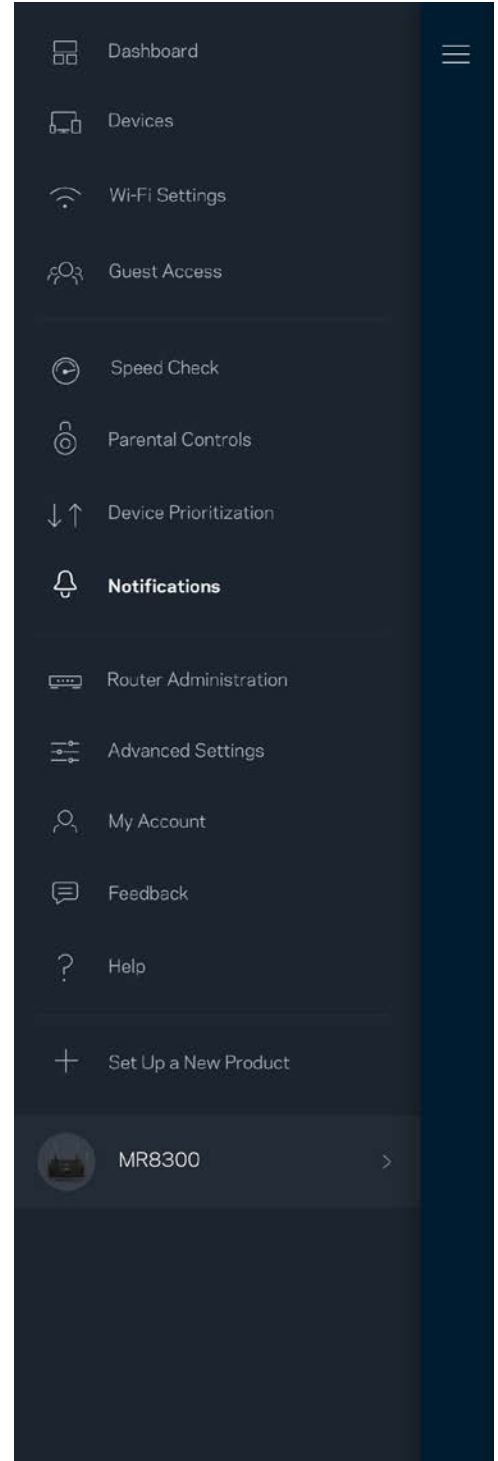 Dashboard
Devices
Wi-Fi Settings
Guest Access
Speed Check
Parental Controls
Device Prioritization
Notifications
Router Administration
Advanced Settings
My Account
Feedback
Help
Set Up a New Product
MR8300